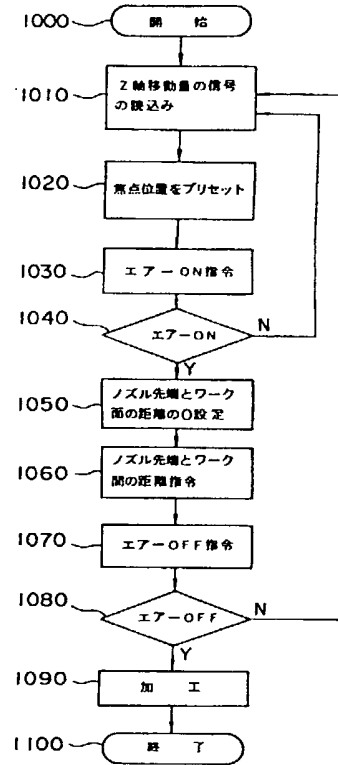 1000
開 始
1010
Z軸移動量の信号
の読込み
1020
焦点位置をプリセット
1030
エアーON指令
1040
エアーON
N
Y
1050
ノズル先端とワーク
面の距離の0設定
1060
ノズル先端とワーク
間の距離指令
1070
エアーOFF指令
1080
エアーOFF
N
Y
1090
加 工
1100
終 了